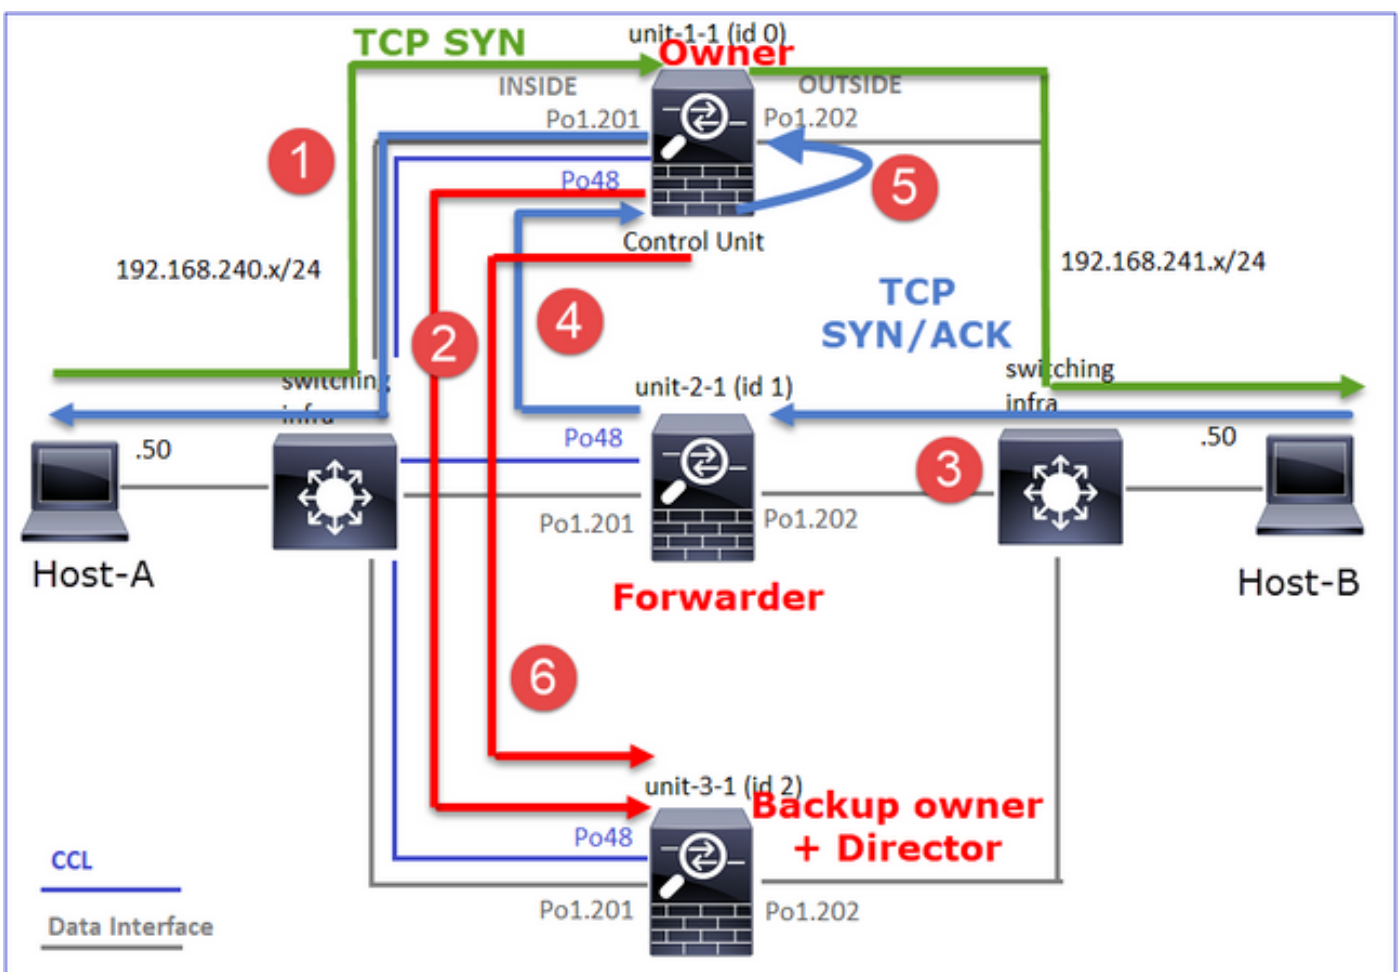 unit-1-1 (id 0)
TCP SYN
Owner
INSIDE
OUTSIDE
Po1.201
Po1.202
1
5
Po48
Control Unit
192.168.240.x/24
192.168.241.x/24
TCP
SYN/ACK
4
2
switching
infra
unit-2-1 (id 1)
switching
infra
.50
Po48
.50
3
Po1.201
Po1.202
Host-A
Host-B
Forwarder
6
unit-3-1 (id 2)
Backup owner
+ Director
Po48
CCL
Po1.201
Po1.202
Data Interface